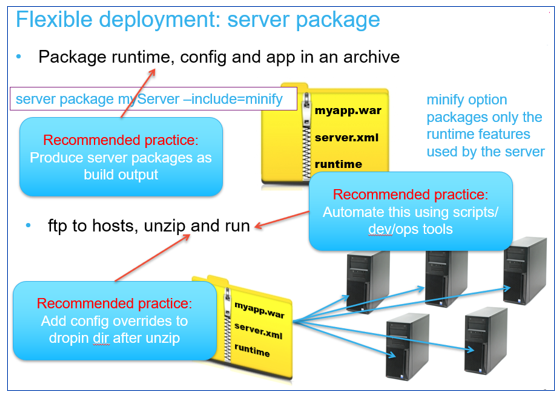 Flexible deployment: server package
• Package runtime, config and app in an archive
server package myServer –include=minify
myapp.war
server.xml
runtime
minify option
packages only the
runtime features
used by the server
Recommended practice:
Produce server packages as
build output
Recommended practice:
Automate this using scripts/
dev/ops tools
• ftp to hosts, unzip and run
Recommended practice:
Add config overrides to
dropin dir after unzip
myapp.war
server.xml
runtime